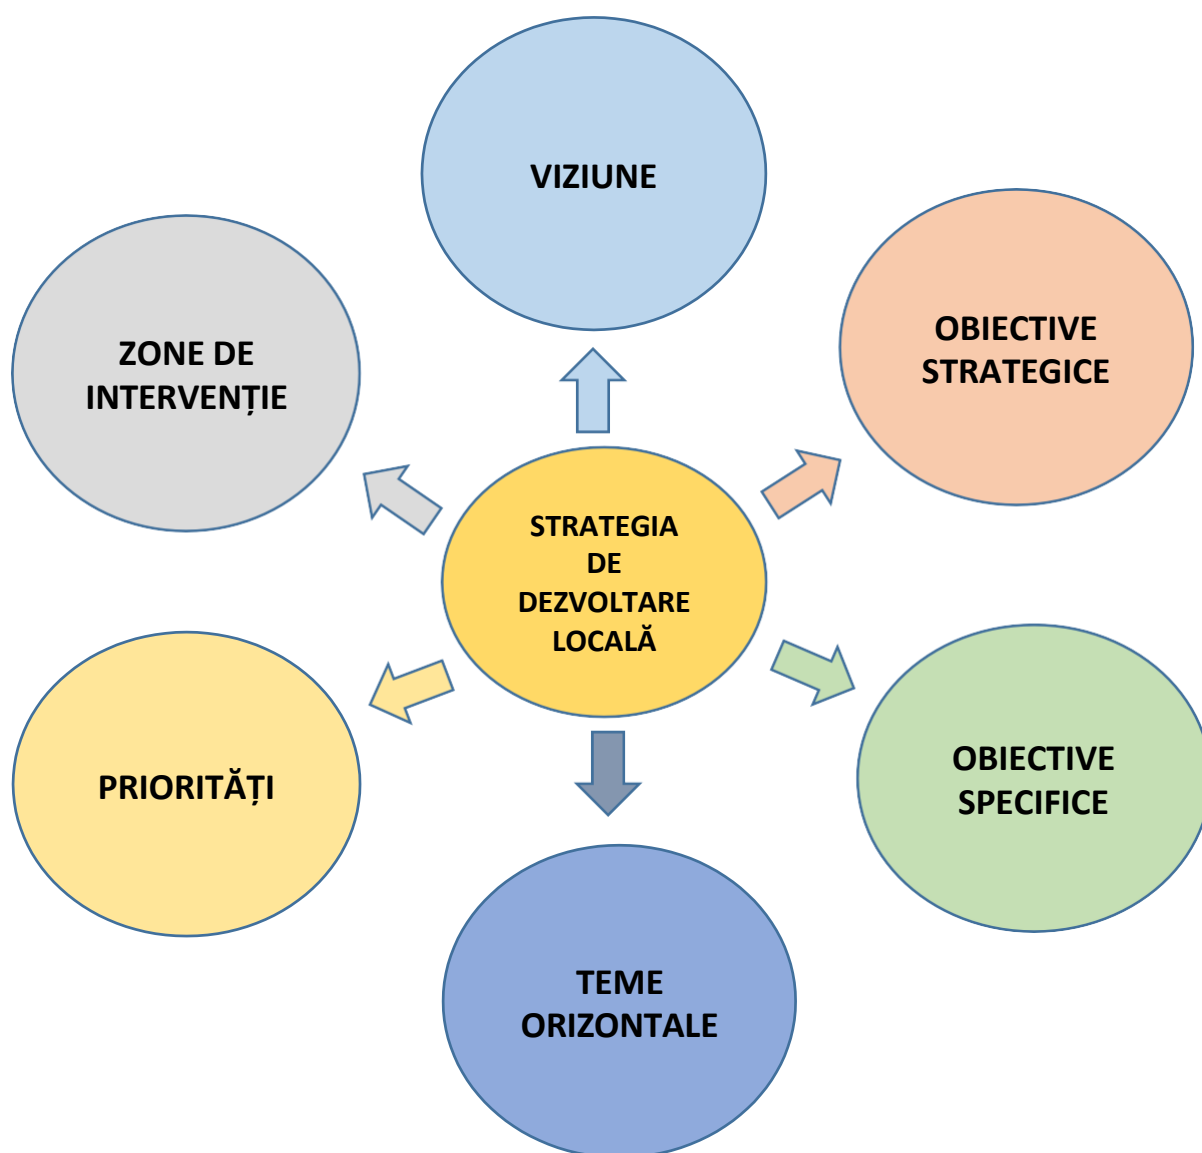 VIZIUNE
OBIECTIVE
STRATEGICE
ZONE DE
INTERVENȚIE
STRATEGIA
DE
DEZVOLTARE
LOCALĂ
OBIECTIVE
SPECIFICE
PRIORITĂȚI
TEME
ORIZONTALE